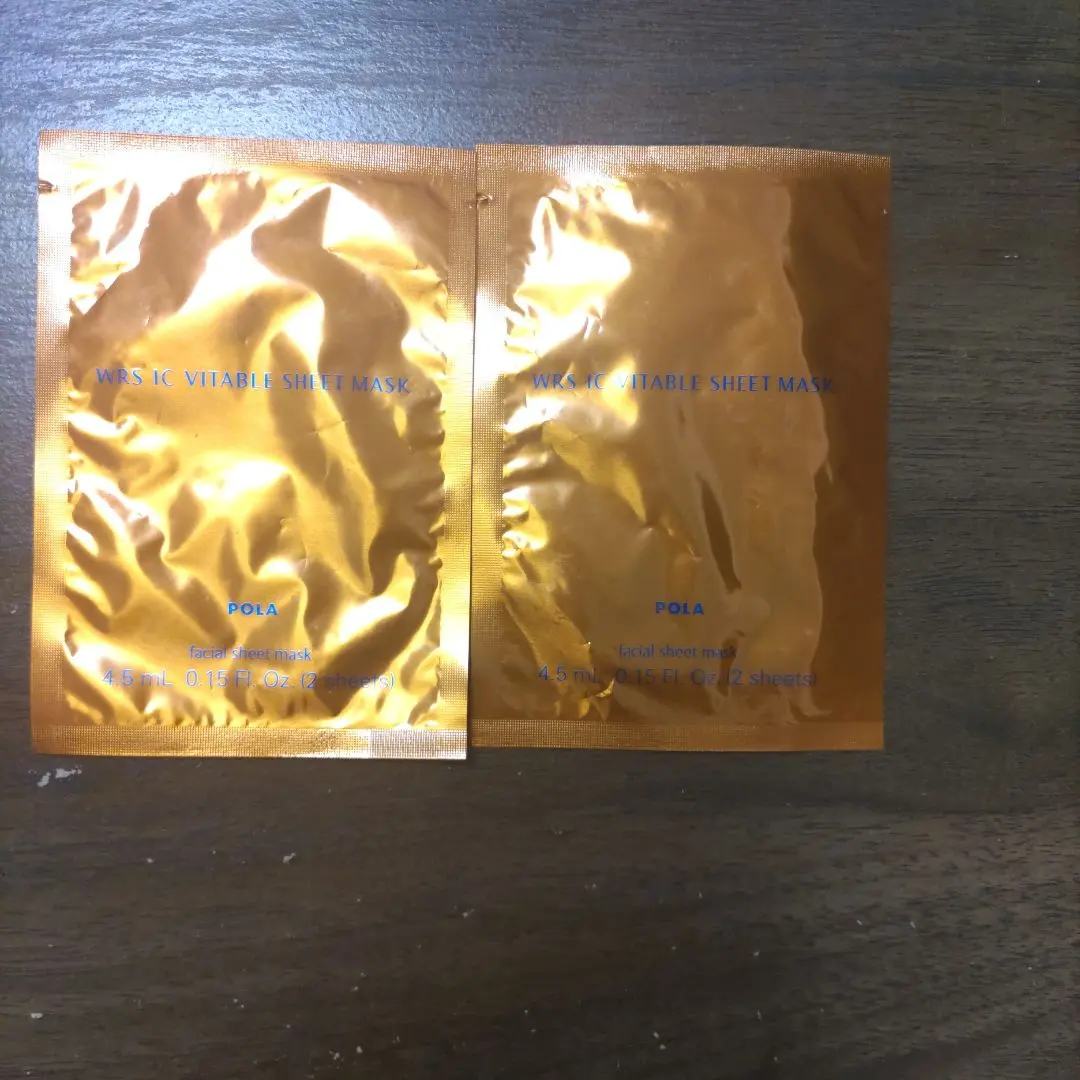 WRS IC VITABLE SHEET MASK
POLA
facial sheet mask
4.5 mL 0.15 Fl. Oz. (2 sheets)
WRS IC VITABLE SHEET MASK
POLA
facial sheet mask
4.5 mL 0.15 Fl. Oz. (2 sheets)